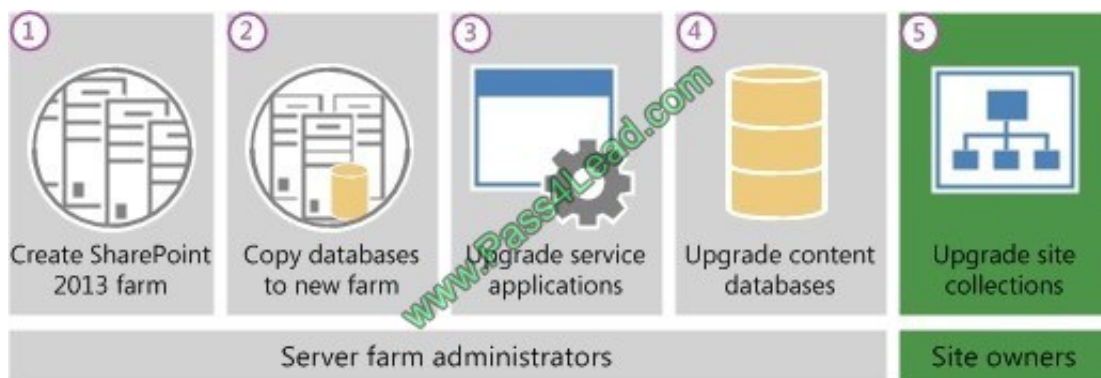 1
2
3
4
5
Create SharePoint
2013 farm
Copy databases
to new farm
Upgrade service
applications
Upgrade content
databases
Upgrade site
collections
www.Pass4Lead.com
Server farm administrators
Site owners